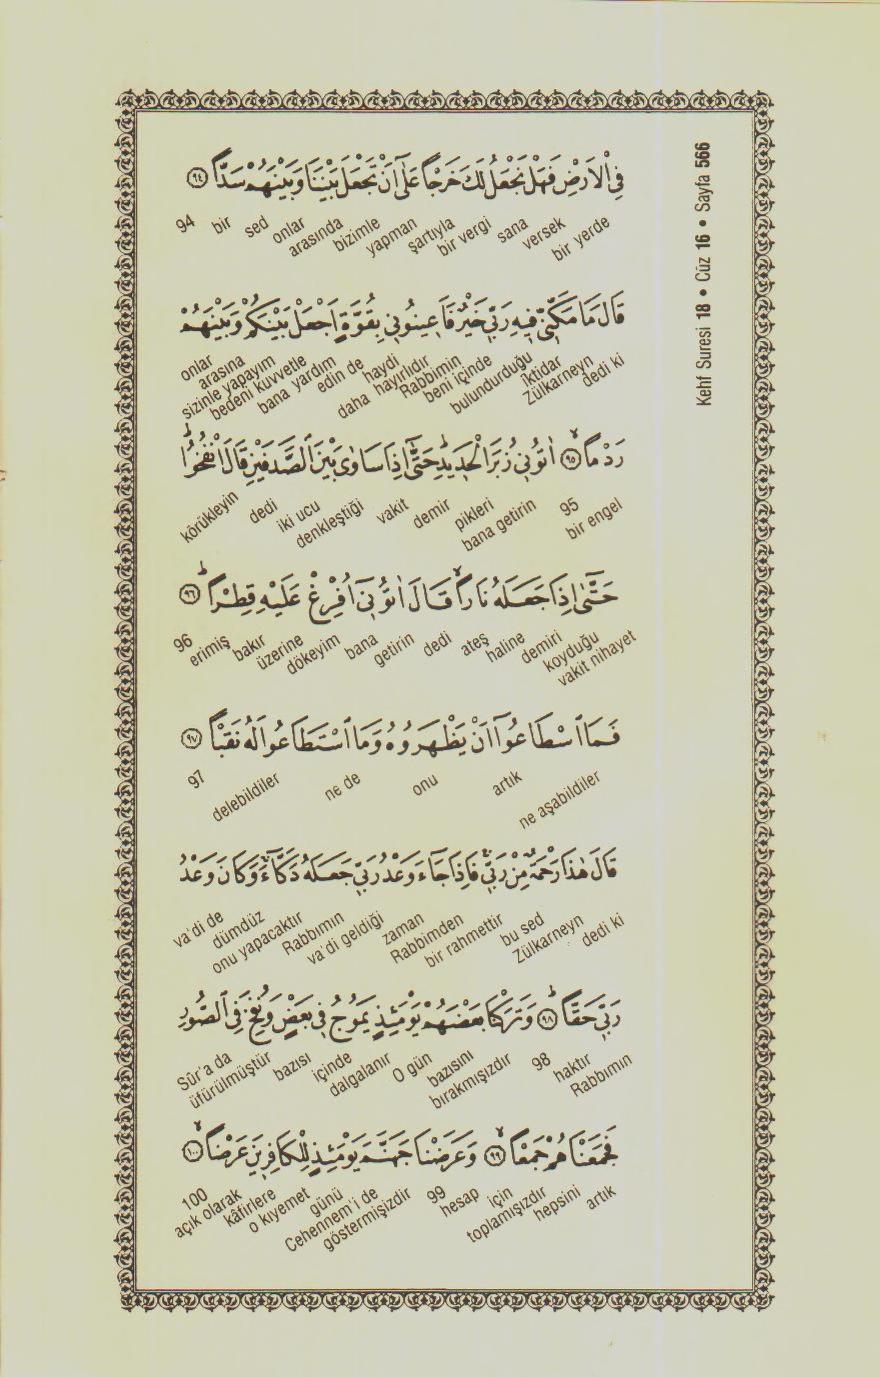 Kehf Suresi 18 • Cüz 16 • Sayfa 566
فِى الْاَرْضِ فَهَلْ نَجْعَلُ لَكَ خَرْجًا عَلٰٓى اَنْ تَجْعَلَ بَيْنَنَا وَبَيْنَهُمْ سَدًّا ﴿٩٤﴾
bir yerde versek sana bir vergi şartıyla yapman bizimle arasında onlar sed bir 94
قَالَ مَا مَكَّنّٖى فٖيهِ رَبّٖى خَيْرٌ فَاَعٖينُونٖى بِقُوَّةٍ اَجْعَلْ بَيْنَكُمْ وَبَيْنَهُمْ
dedi ki Zülkarneyn iktidar bulundurduğu beni içinde Rabbimin daha hayırlıdır haydi edin de bana yardım bedeni kuvvetle sizinle yapayım arasına onlar
رَدْمًا ﴿٩٥﴾ اٰتُونٖى زُبَرَ الْحَدٖيدِ حَتّٰٓى اِذَا سَاوٰى بَيْنَ الصَّدَفَيْنِ قَالَ انْفُخُوا
bir engel 95 bana getirin pikleri demir vakit denkleştiği iki ucu dedi körükleyin
حَتّٰٓى اِذَا جَعَلَهُ نَارًا قَالَ اٰتُونٖٓى اُفْرِغْ عَلَيْهِ قِطْرًا ﴿٩٦﴾
vakit nihayet koyduğu demiri haline ateş dedi getirin bana dökeyim üzerine bakır erimiş 96
فَمَا اسْطَاعُٓوا اَنْ يَظْهَرُوهُ وَمَا اسْتَطَاعُوا لَهُ نَقْبًا ﴿٩٧﴾
ne aşabildiler artık onu ne de delebildiler 97
قَالَ هٰذَا رَحْمَةٌ مِنْ رَبّٖى فَاِذَا جَٓاءَ وَعْدُ رَبّٖى جَعَلَهُ دَكَّٓاءَ وَكَانَ وَعْدُ
dedi ki Zülkarneyn bu sed bir rahmettir Rabbimden zaman va'di geldiği Rabbımın onu yapacaktır dümdüz va'di de
رَبّٖى حَقًّا ﴿٩٨﴾ وَتَرَكْنَا بَعْضَهُمْ يَوْمَئِذٍ يَمُوجُ فٖى بَعْضٍ وَنُفِخَ فِى الصُّورِ
Rabbımın haktır 98 bırakmışızdır bazısını O gün dalgalanır içinde bazısı üfürülmüştür Sûr'a da
فَجَمَعْنَاهُمْ جَمْعًا ﴿٩٩﴾ وَعَرَضْنَا جَهَنَّمَ يَوْمَئِذٍ لِلْكَافِرٖينَ عَرْضًا ﴿١٠٠﴾
artık hepsini toplamışızdır için hesap 99 göstermişizdir Cehennem'i de günü o kıyemet kâfirlere açık olarak 100